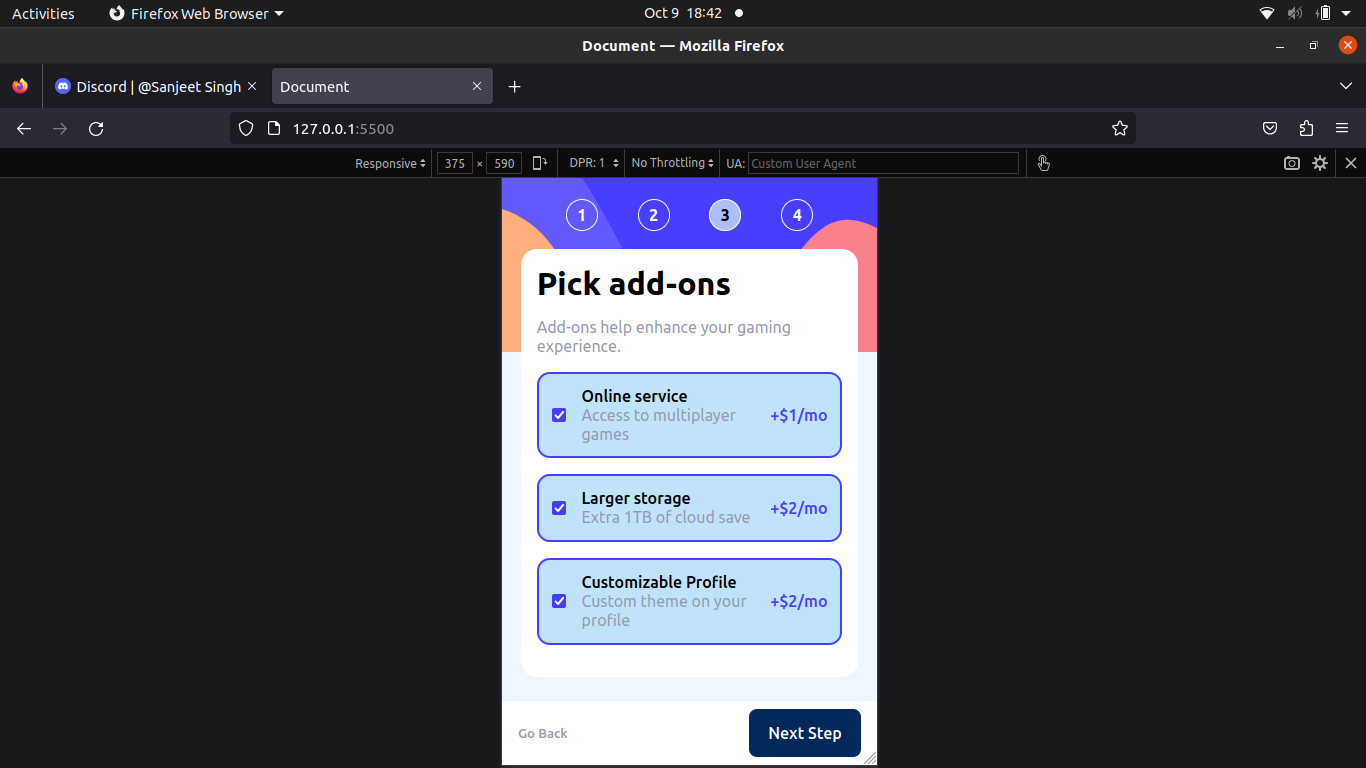 Activities Firefox Web Browser Oct 9 18:42
Document — Mozilla Firefox
Discord | @Sanjeet Singh Document
127.0.0.1:5500
Responsive 375 × 590 DPR: 1 No Throttling UA: Custom User Agent
1 2 3 4
Pick add-ons
Add-ons help enhance your gaming
experience.
Online service
Access to multiplayer
games
+$1/mo
Larger storage
Extra 1TB of cloud save
+$2/mo
Customizable Profile
Custom theme on your
profile
+$2/mo
Go Back Next Step